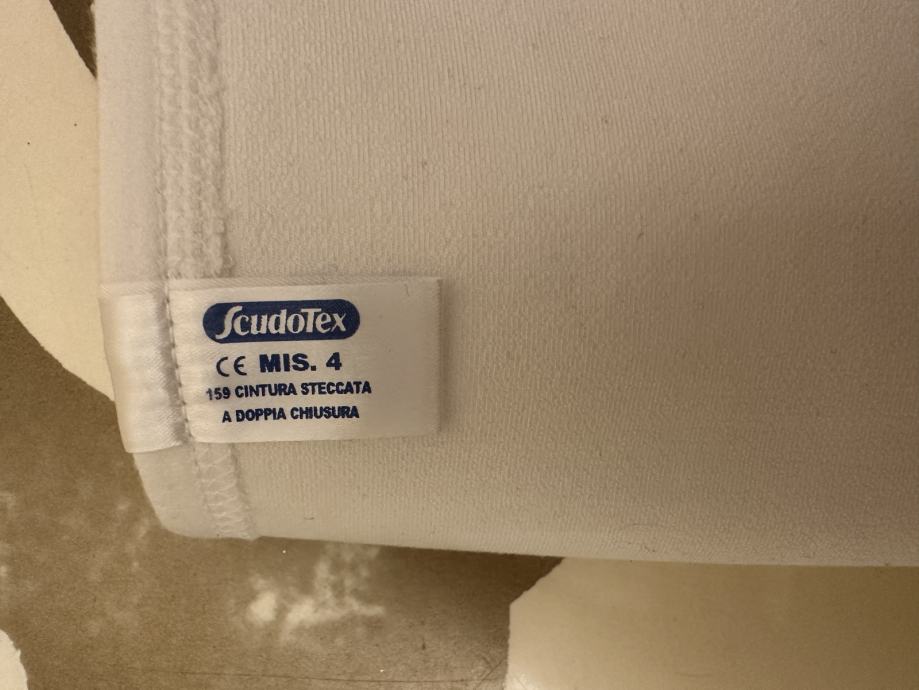 ScudoTex
CE MIS. 4
159 CINTURA STECCATA
A DOPPIA CHIUSURA